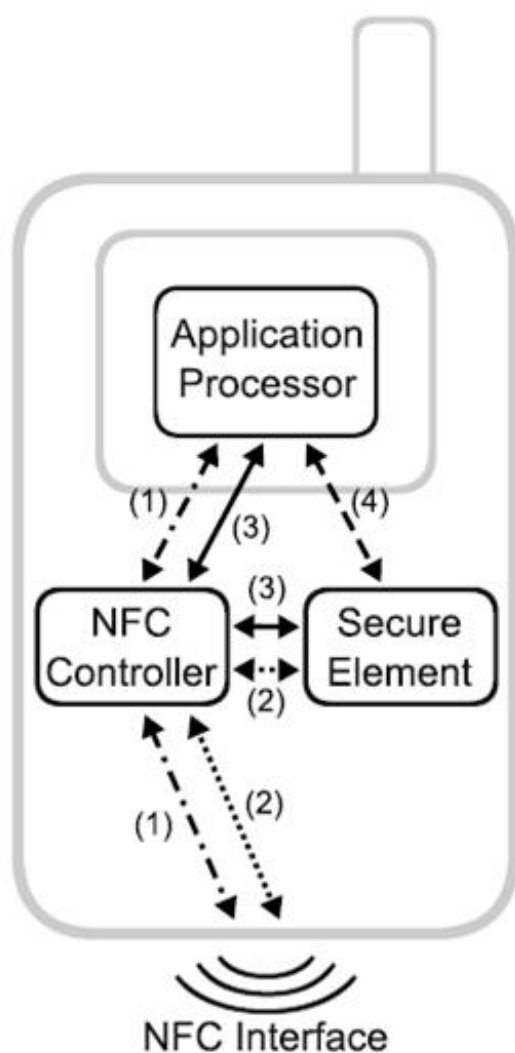 Application
Processor
(1)
(3)
(4)
(3)
NFC
Controller
Secure
Element
(2)
(1)
(2)
NFC Interface